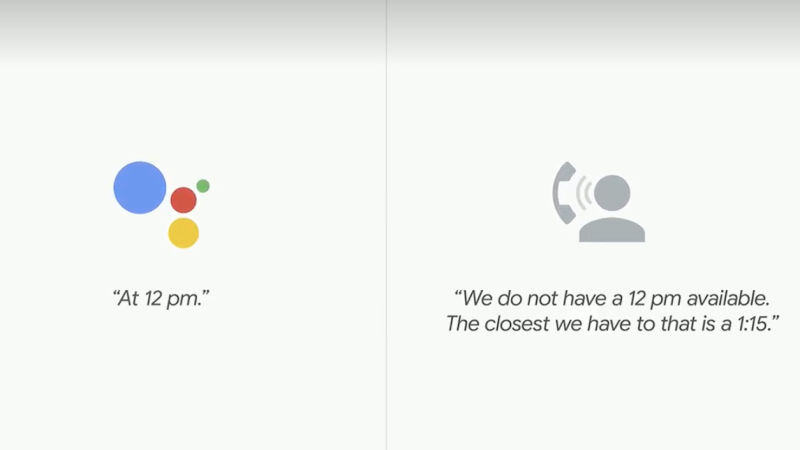 “At 12 pm.”
“We do not have a 12 pm available.
The closest we have to that is a 1:15.”